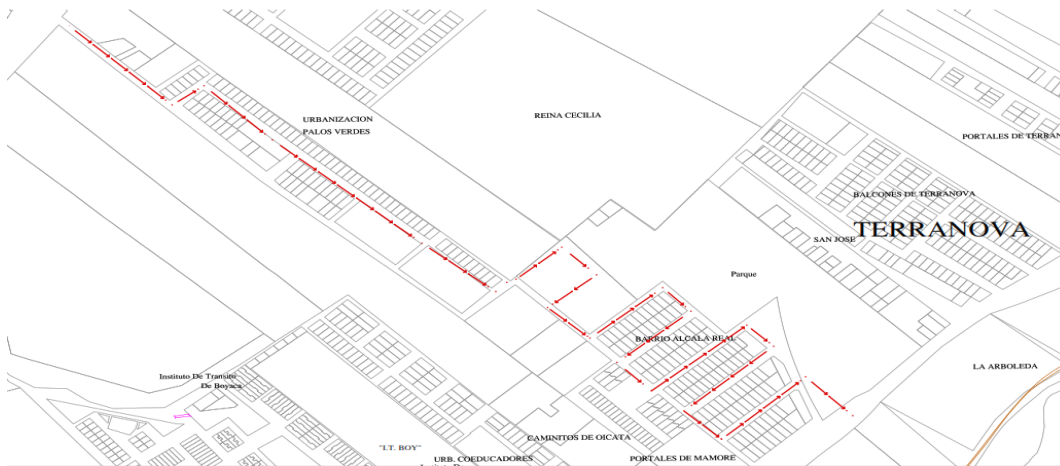 URBANIZACION
PALOS VERDES
REINA CECILIA
PORTALES DE TERRAN
BALCONES DE TERRANOVA
TERRANOVA
SAN JOSE
Parque
BARRIO ALCALA REAL
LA ARBOLEDA
Instituto De Transito
De Boyaca
CAMINITOS DE OICATA
"I.T. BOY"
URB. COEDUCADORES
PORTALES DE MAMORE